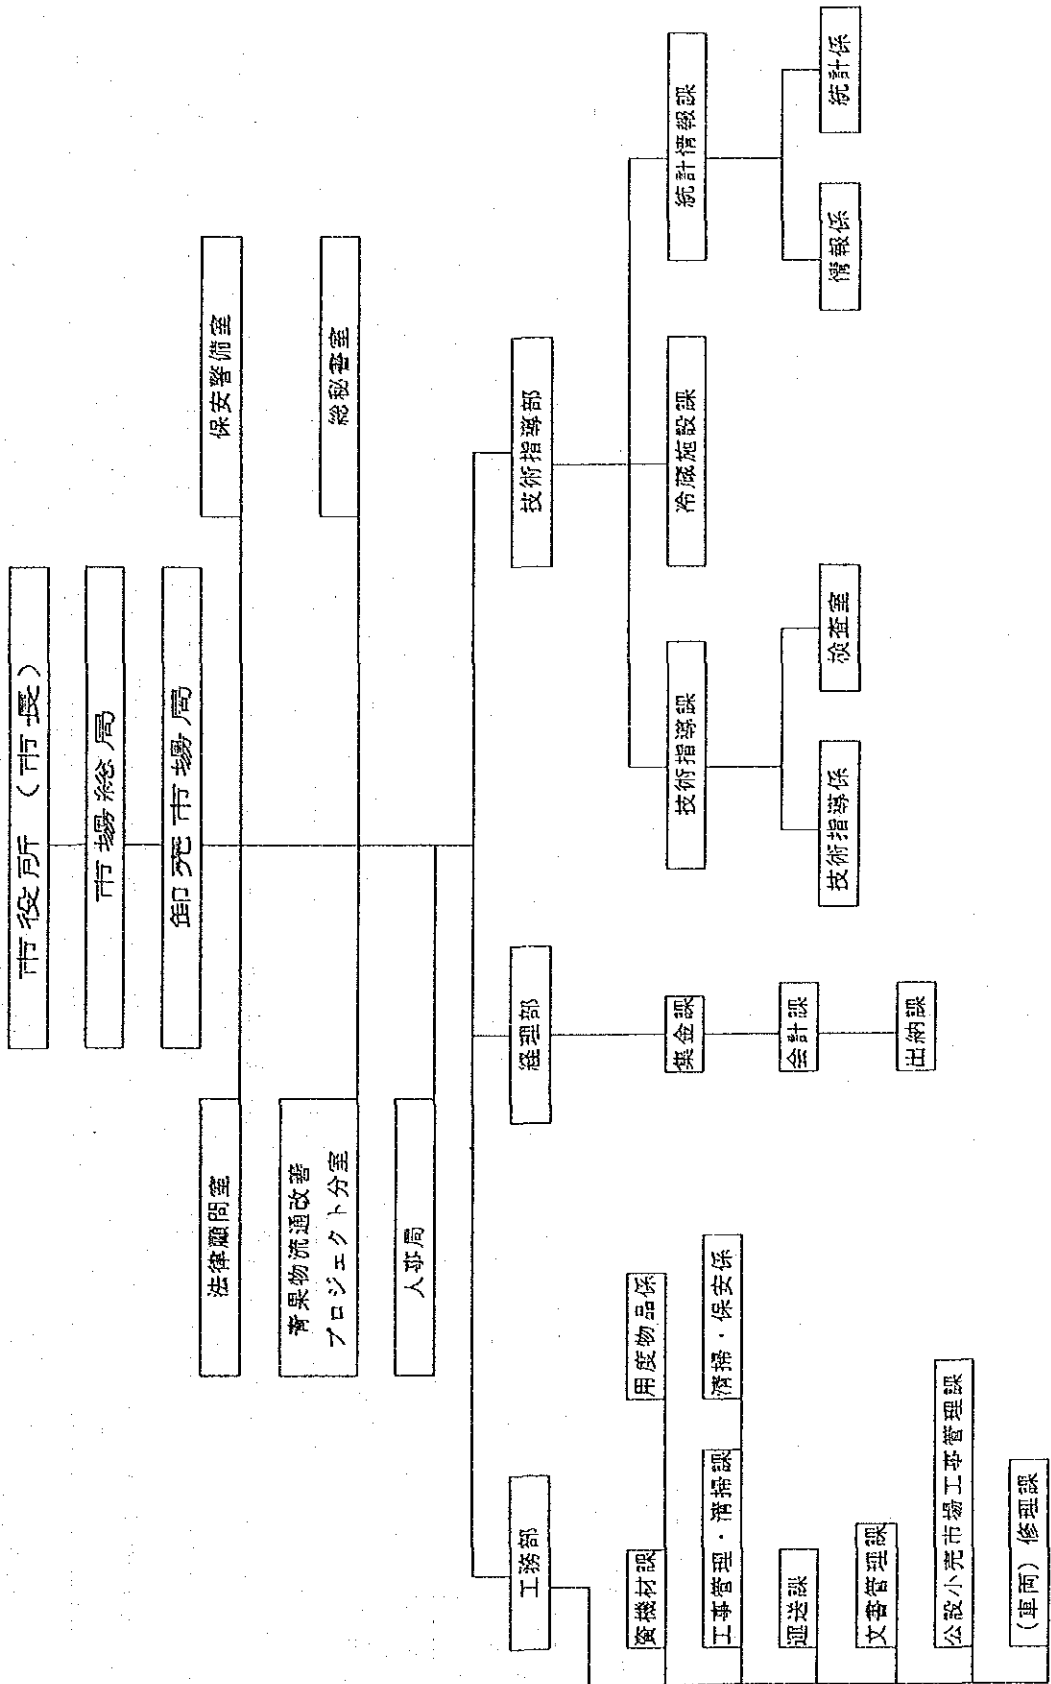 市役所（市長）
市場総局
卸売市場局
法律顧問室
保安警備室
青果物流通改善
プロジェクト分室
総秘書室
人事局
工務部
経理部
技術指導部
資機材課
用度物品係
工事管理・清掃課
清掃・保安係
運送課
文書管理課
公設小売市場工事管理課
（車両）修理課
集金課
会計課
出納課
技術指導課
冷蔵施設課
統計情報課
技術指導係
検査室
情報係
統計係